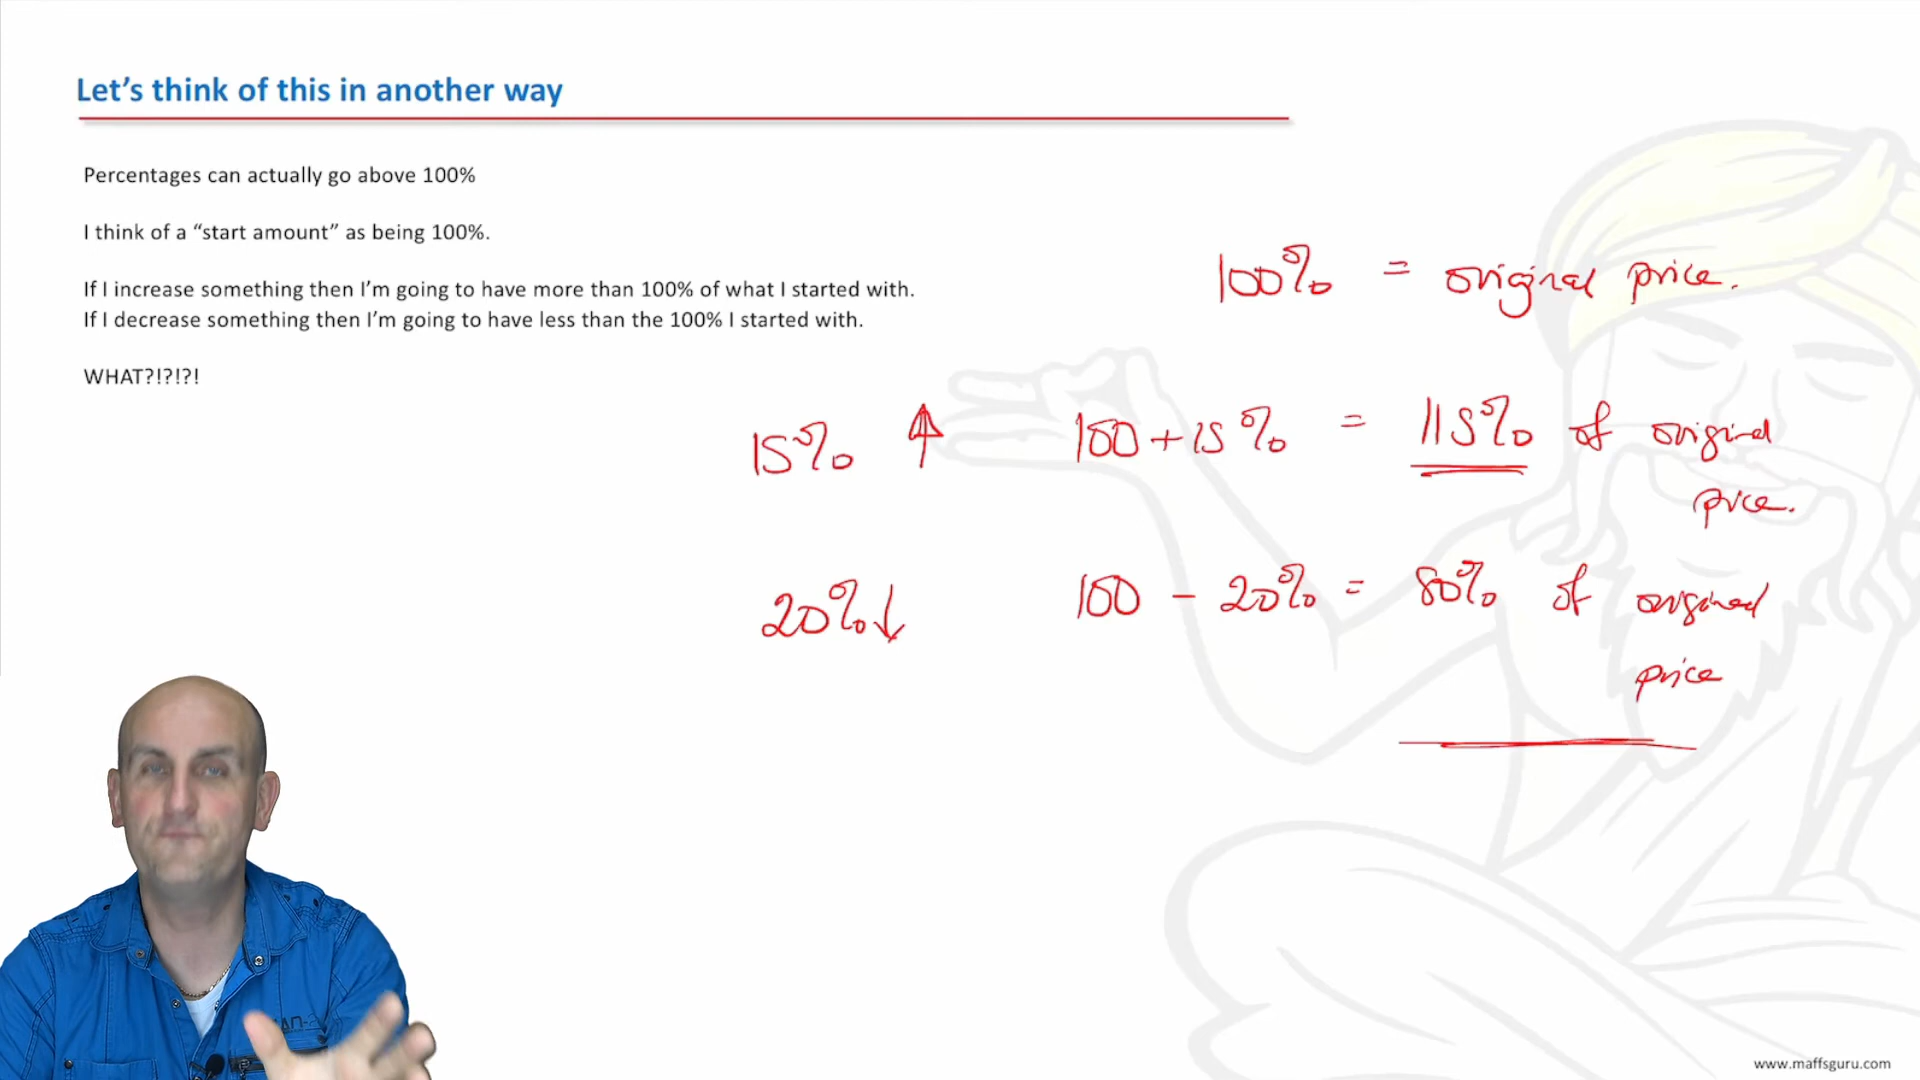 Let’s think of this in another way
Percentages can actually go above 100%
I think of a “start amount” as being 100%.
If I increase something then I’m going to have more than 100% of what I started with.
If I decrease something then I’m going to have less than the 100% I started with.
WHAT?!?!?!
100% = original price.
15% ↑ 100 + 15% = 115% of original
price.
20% ↓ 100 - 20% = 80% of original
price
www.maffsguru.com